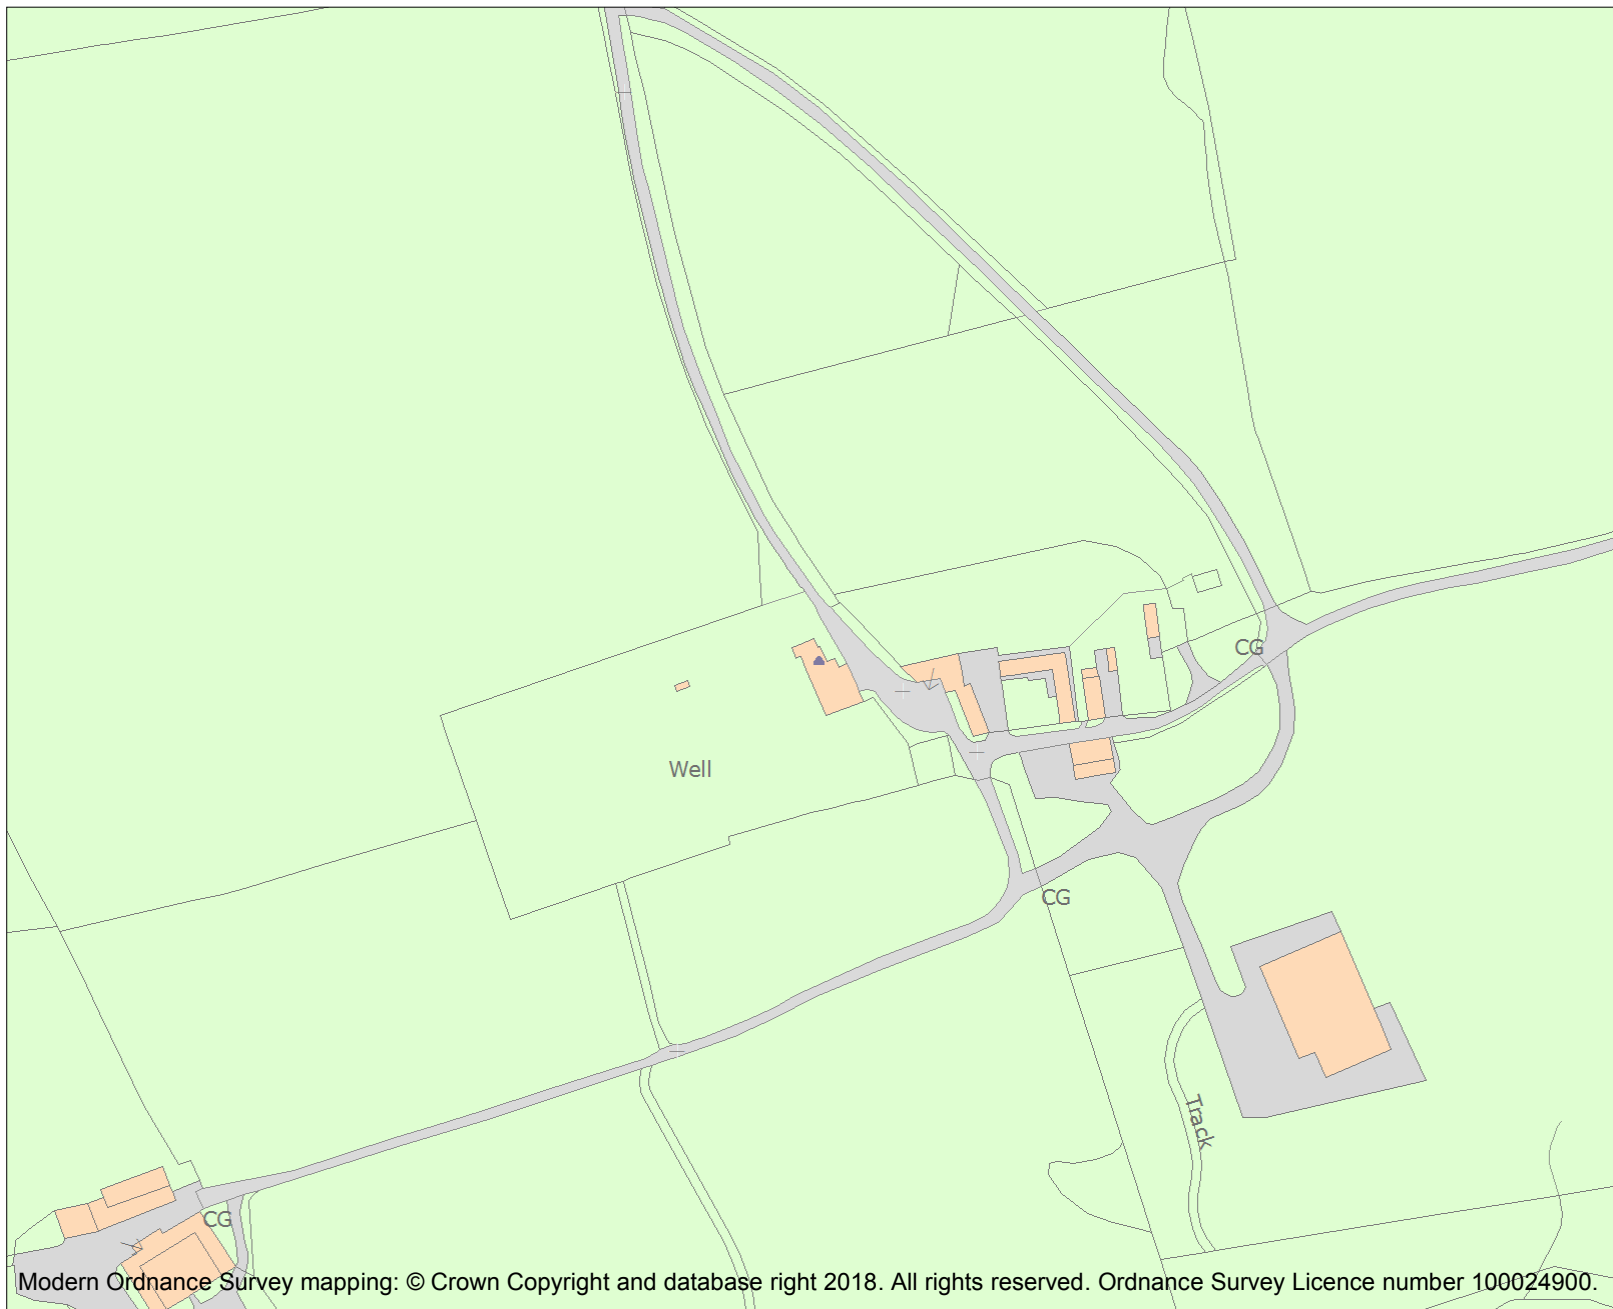 CG
Well
CG
Track
CG
Modern Ordnance Survey mapping: © Crown Copyright and database right 2018. All rights reserved. Ordnance Survey Licence number 100024900.